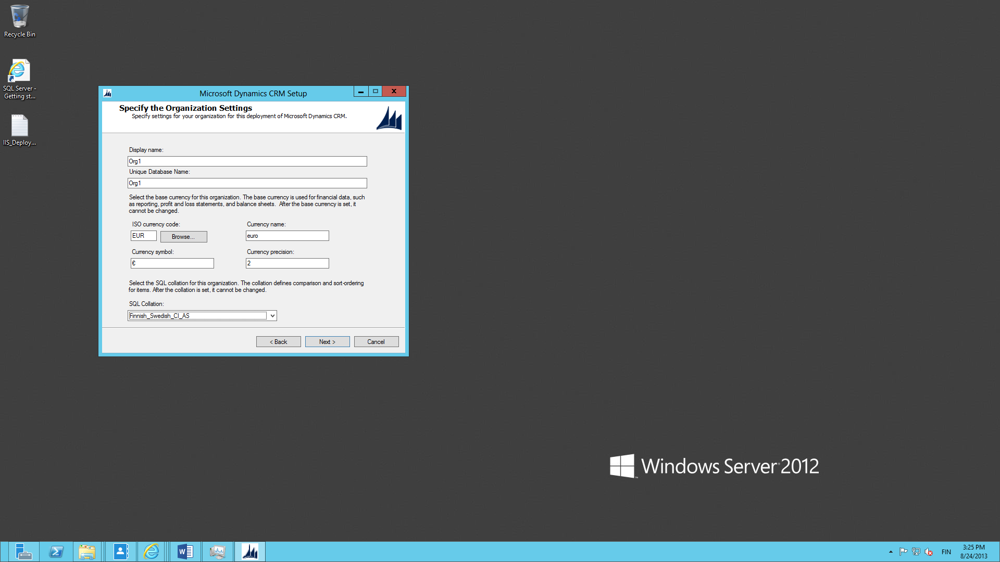 Recycle Bin
SQL Server -
Getting st...
IIS_Deploy...
Microsoft Dynamics CRM Setup
Specify the Organization Settings
Specify settings for your organization for this deployment of Microsoft Dynamics CRM.
Display name:
Org1
Unique Database Name:
Org1
Select the base currency for this organization. The base currency is used for financial data, such
as reporting, profit and loss statements, and balance sheets.  After the base currency is set, it
cannot be changed.
ISO currency code:
EUR
Browse...
Currency name:
euro
Currency symbol:
€
Currency precision:
2
Select the SQL collation for this organization. The collation defines comparison and sort-ordering
for items. After the collation is set, it cannot be changed.
SQL Collation:
Finnish_Swedish_CI_AS
< Back
Next >
Cancel
Windows Server 2012
FIN
3:25 PM
8/24/2013